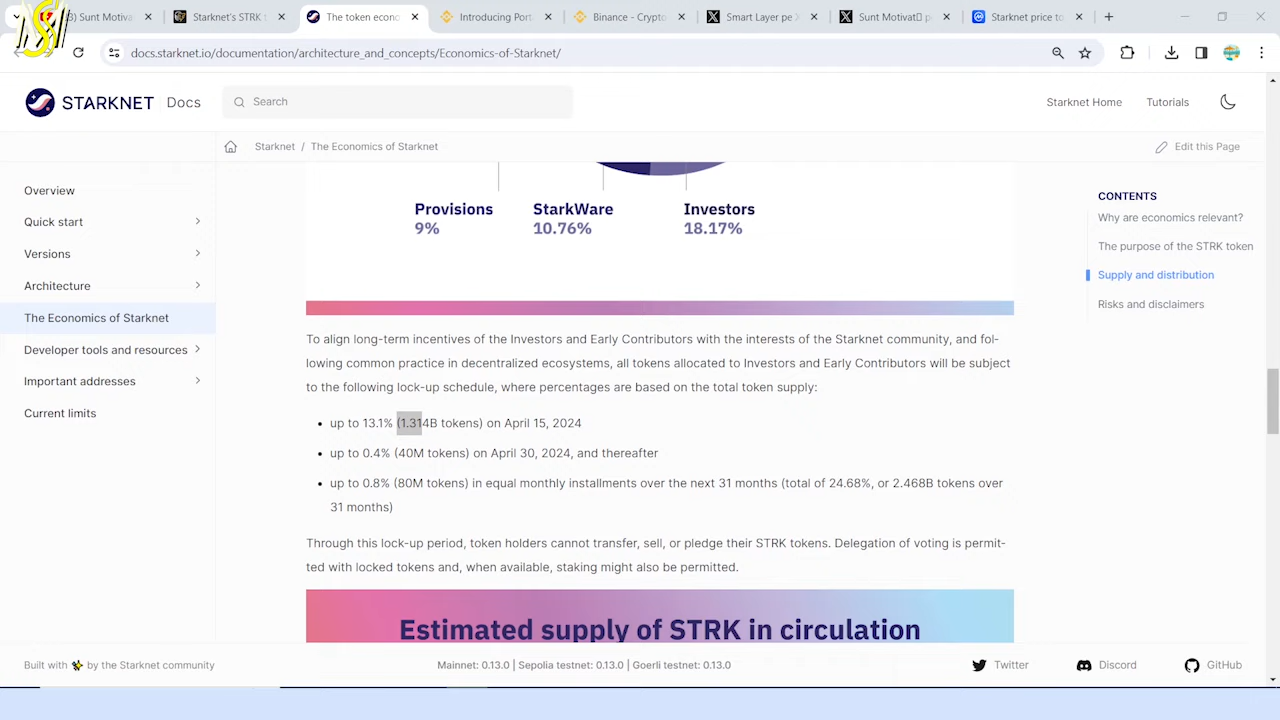 3) Sunt Motivat
Starknet's STRK t
The token econo
Introducing Port
Binance - Crypto
Smart Layer pe X
Sunt Motivat
Starknet price to
docs.starknet.io/documentation/architecture_and_concepts/Economics-of-Starknet/
STARKNET Docs
Search
Starknet Home
Tutorials
Starknet / The Economics of Starknet
Edit this Page
Overview
Quick start
Versions
Architecture
The Economics of Starknet
Developer tools and resources
Important addresses
Current limits
Provisions
9%
StarkWare
10.76%
Investors
18.17%
To align long-term incentives of the Investors and Early Contributors with the interests of the Starknet community, and fol-
lowing common practice in decentralized ecosystems, all tokens allocated to Investors and Early Contributors will be subject
to the following lock-up schedule, where percentages are based on the total token supply:
• up to 13.1% (1.314B tokens) on April 15, 2024
• up to 0.4% (40M tokens) on April 30, 2024, and thereafter
• up to 0.8% (80M tokens) in equal monthly installments over the next 31 months (total of 24.68%, or 2.468B tokens over
31 months)
Through this lock-up period, token holders cannot transfer, sell, or pledge their STRK tokens. Delegation of voting is permit-
ted with locked tokens and, when available, staking might also be permitted.
Estimated supply of STRK in circulation
CONTENTS
Why are economics relevant?
The purpose of the STRK token
Supply and distribution
Risks and disclaimers
Built with by the Starknet community
Mainnet: 0.13.0 | Sepolia testnet: 0.13.0 | Goerli testnet: 0.13.0
Twitter
Discord
GitHub